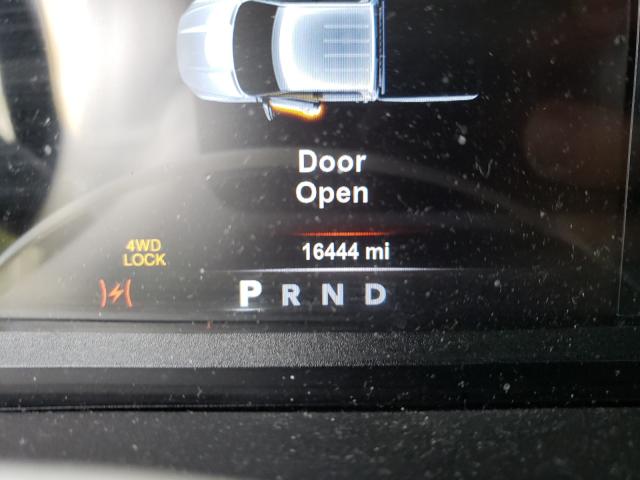 Door
Open
4WD
LOCK
16444 mi
P R N D